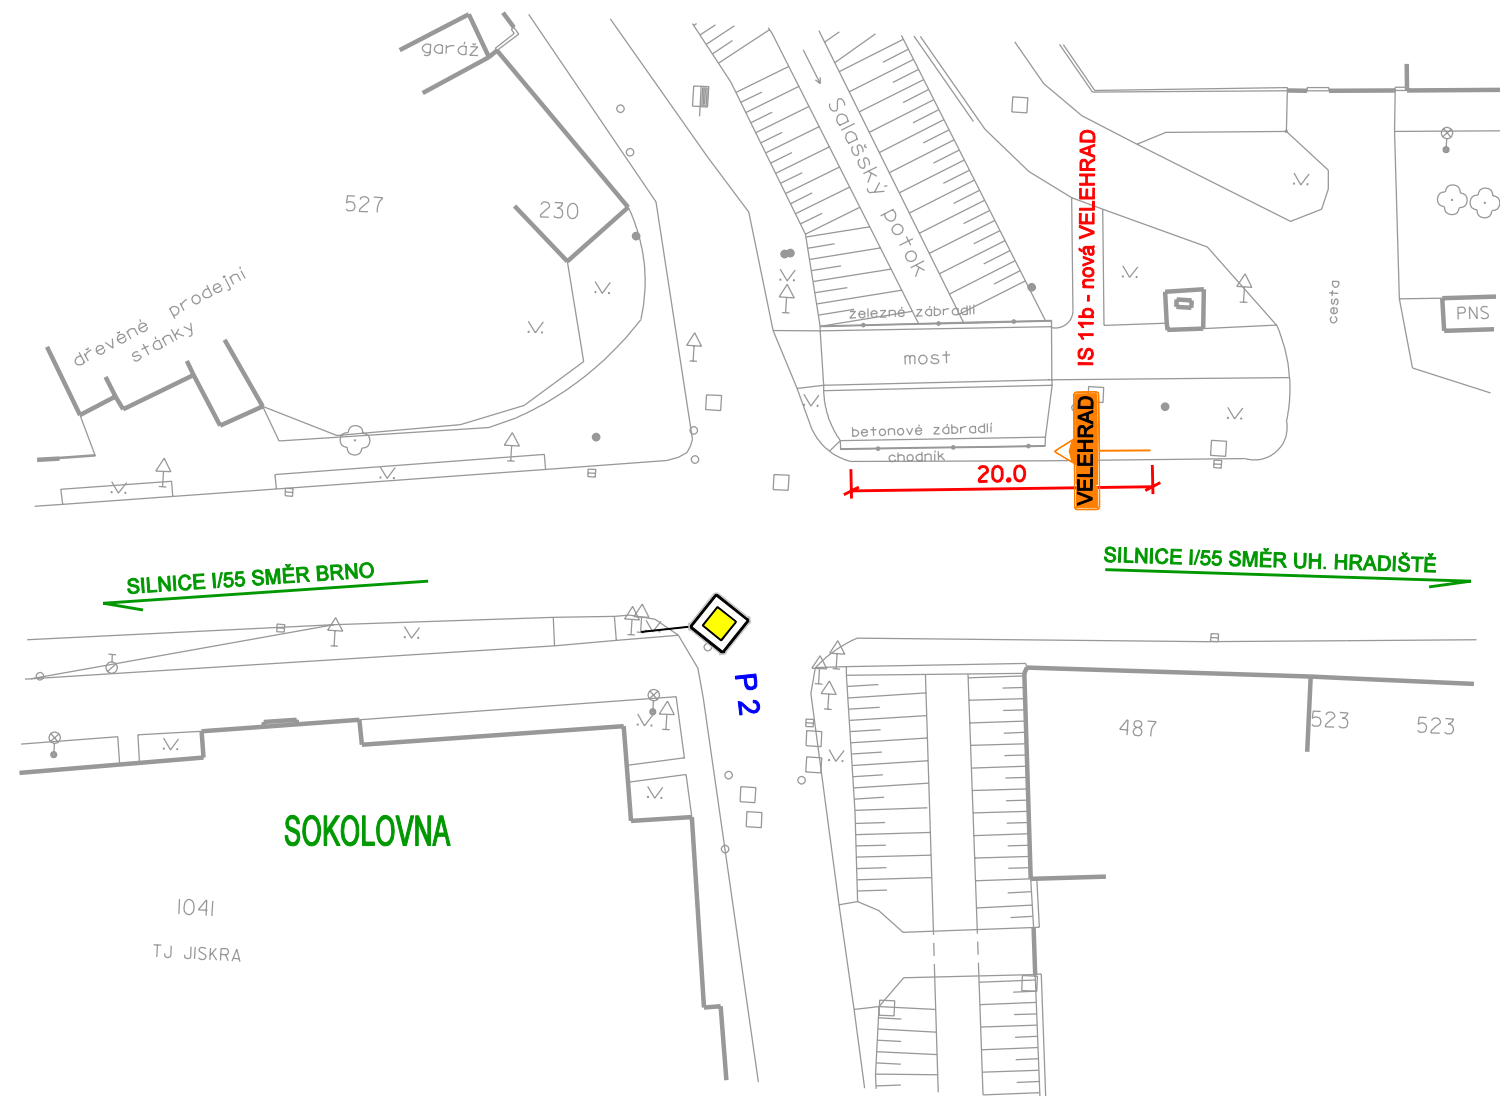 garáž
Salašský potok
527
230
IS 11b - nová VELEHRAD
dřevěné prodejní
stánky
železné zábradlí
most
cesta
PNS
betonové zábradlí
chodník
VELEHRAD
20.0
SILNICE I/55 SMĚR BRNO
SILNICE I/55 SMĚR UH. HRADIŠTĚ
P 2
487
523
523
SOKOLOVNA
1041
TJ JISKRA